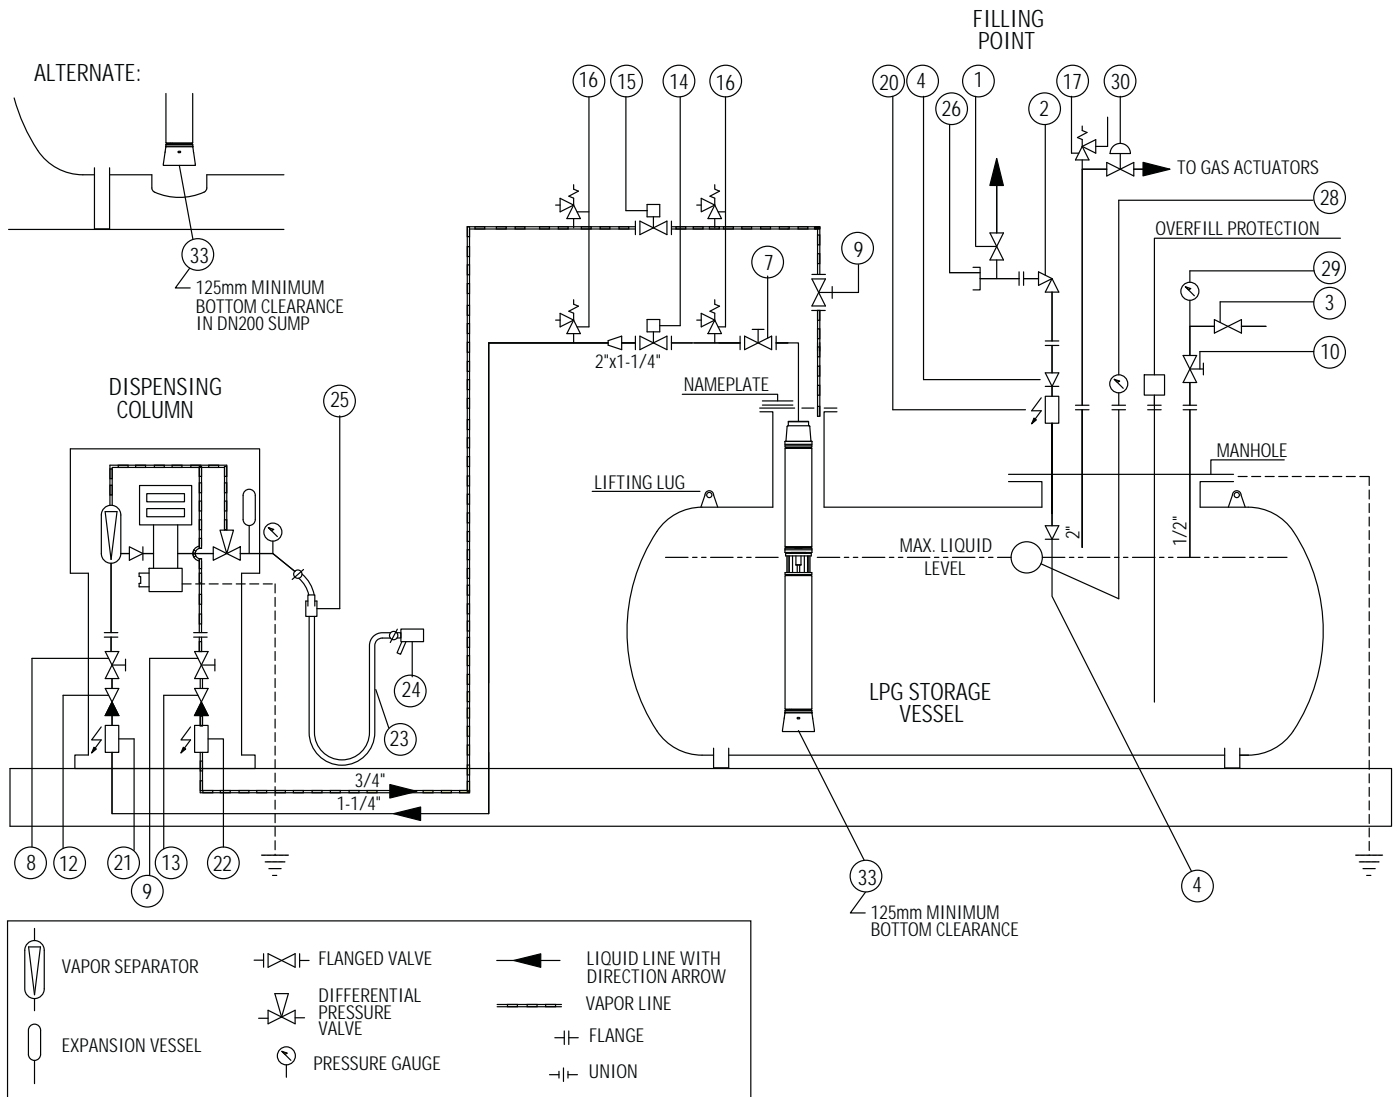 FILLING
POINT
ALTERNATE:
16
15
14
16
20
4
1
26
2
17
30
TO GAS ACTUATORS
28
OVERFILL PROTECTION
33
125mm MINIMUM
BOTTOM CLEARANCE
IN DN200 SUMP
7
9
29
3
10
2"x1-1/4"
NAMEPLATE
DISPENSING
COLUMN
25
MANHOLE
LIFTING LUG
2"
1/2"
MAX. LIQUID
LEVEL
24
23
LPG STORAGE
VESSEL
3/4"
1-1/4"
8
12
9
13
21
22
33
125mm MINIMUM
BOTTOM CLEARANCE
4
VAPOR SEPARATOR
EXPANSION VESSEL
FLANGED VALVE
DIFFERENTIAL
PRESSURE
VALVE
PRESSURE GAUGE
LIQUID LINE WITH
DIRECTION ARROW
VAPOR LINE
FLANGE
UNION